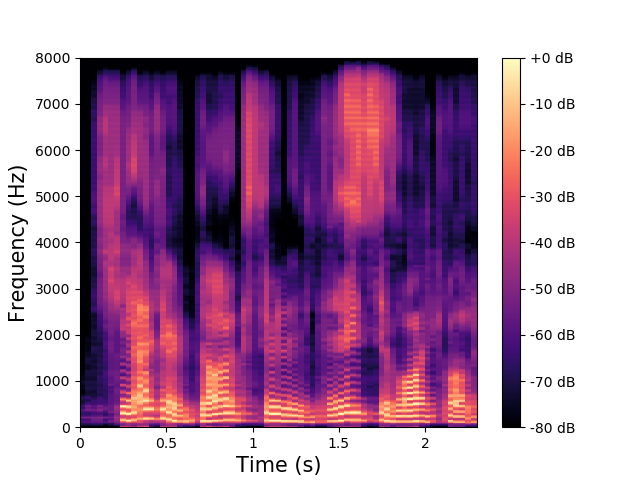 8000
7000
6000
5000
4000
3000
2000
1000
0
Frequency (Hz)
0 0.5 1 1.5 2
Time (s)
+0 dB
-10 dB
-20 dB
-30 dB
-40 dB
-50 dB
-60 dB
-70 dB
-80 dB